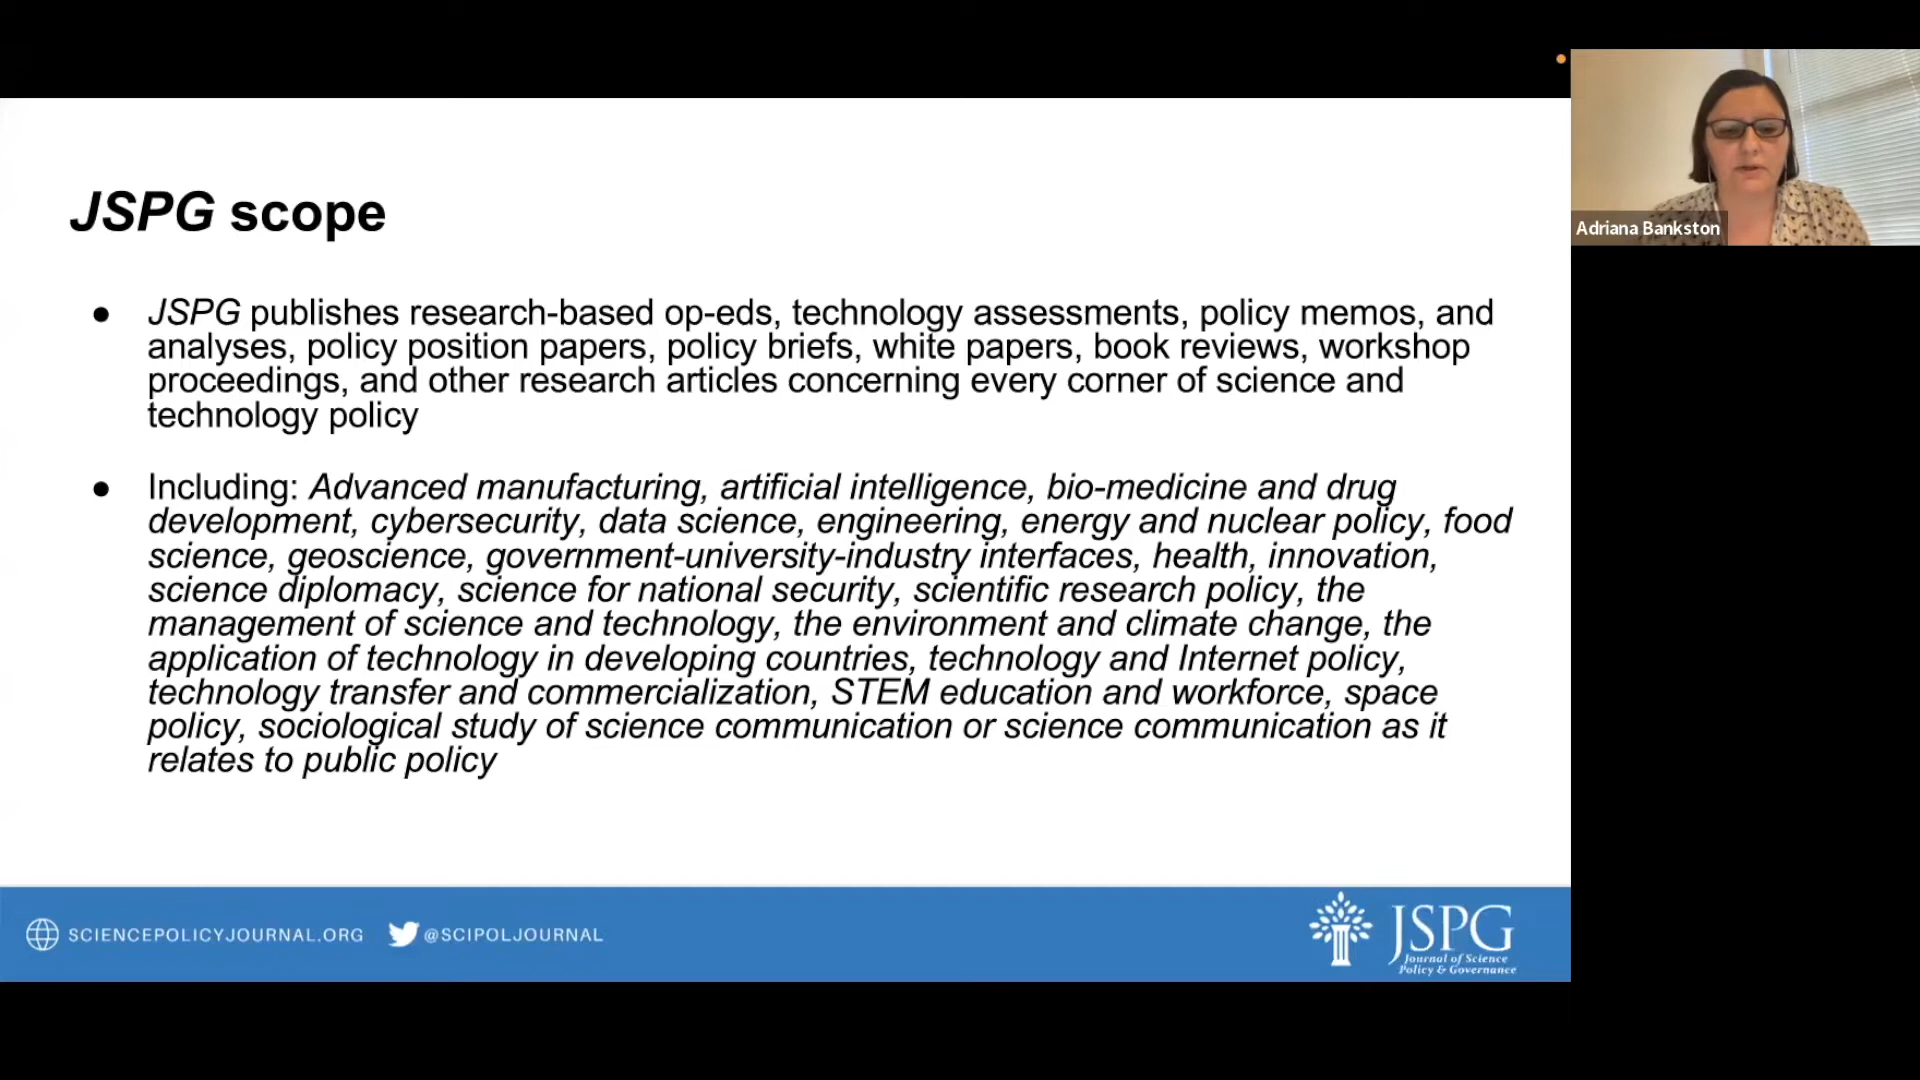 JSPG scope
● JSPG publishes research-based op-eds, technology assessments, policy memos, and
analyses, policy position papers, policy briefs, white papers, book reviews, workshop
proceedings, and other research articles concerning every corner of science and
technology policy
● Including: Advanced manufacturing, artificial intelligence, bio-medicine and drug
development, cybersecurity, data science, engineering, energy and nuclear policy, food
science, geoscience, government-university-industry interfaces, health, innovation,
science diplomacy, science for national security, scientific research policy, the
management of science and technology, the environment and climate change, the
application of technology in developing countries, technology and Internet policy,
technology transfer and commercialization, STEM education and workforce, space
policy, sociological study of science communication or science communication as it
relates to public policy
SCIENCEPOLICYJOURNAL.ORG @SCIPOLJOURNAL
JSPG
Journal of Science
Policy & Governance
Adriana Bankston